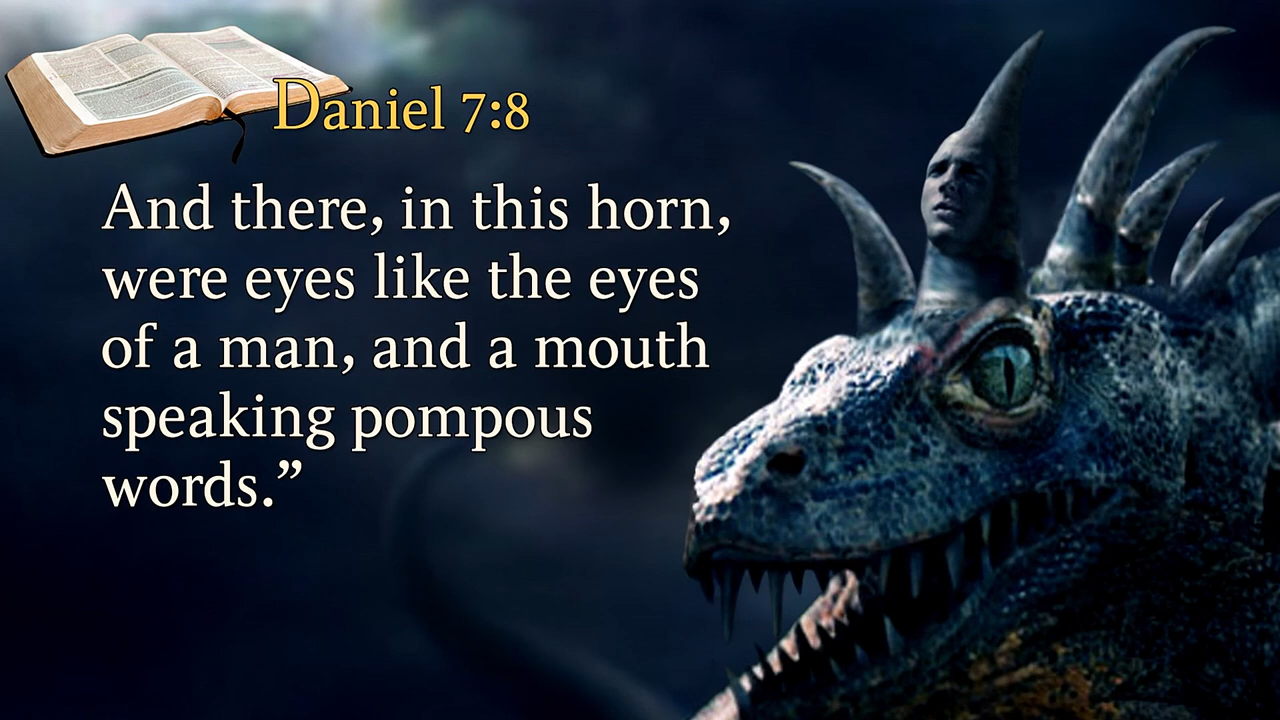 Daniel 7:8
And there, in this horn,
were eyes like the eyes
of a man, and a mouth
speaking pompous
words.”